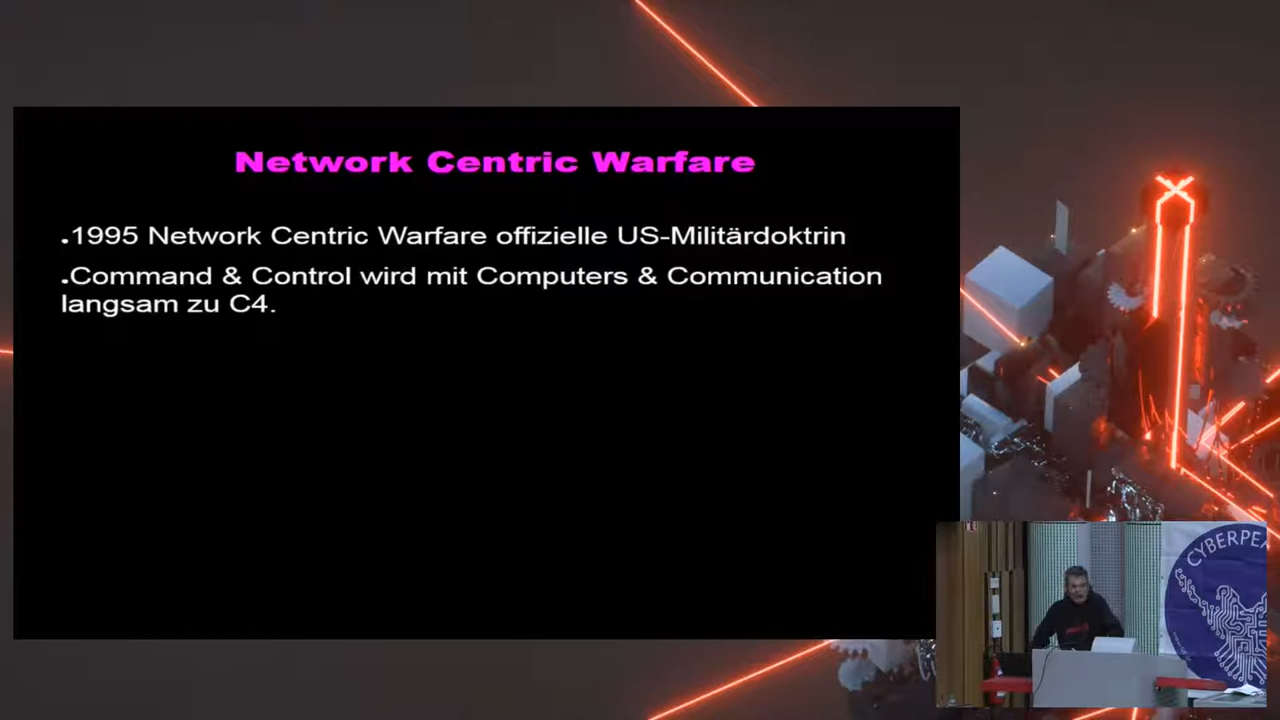 Network Centric Warfare
.1995 Network Centric Warfare offizielle US-Militärdoktrin
.Command & Control wird mit Computers & Communication
langsam zu C4.